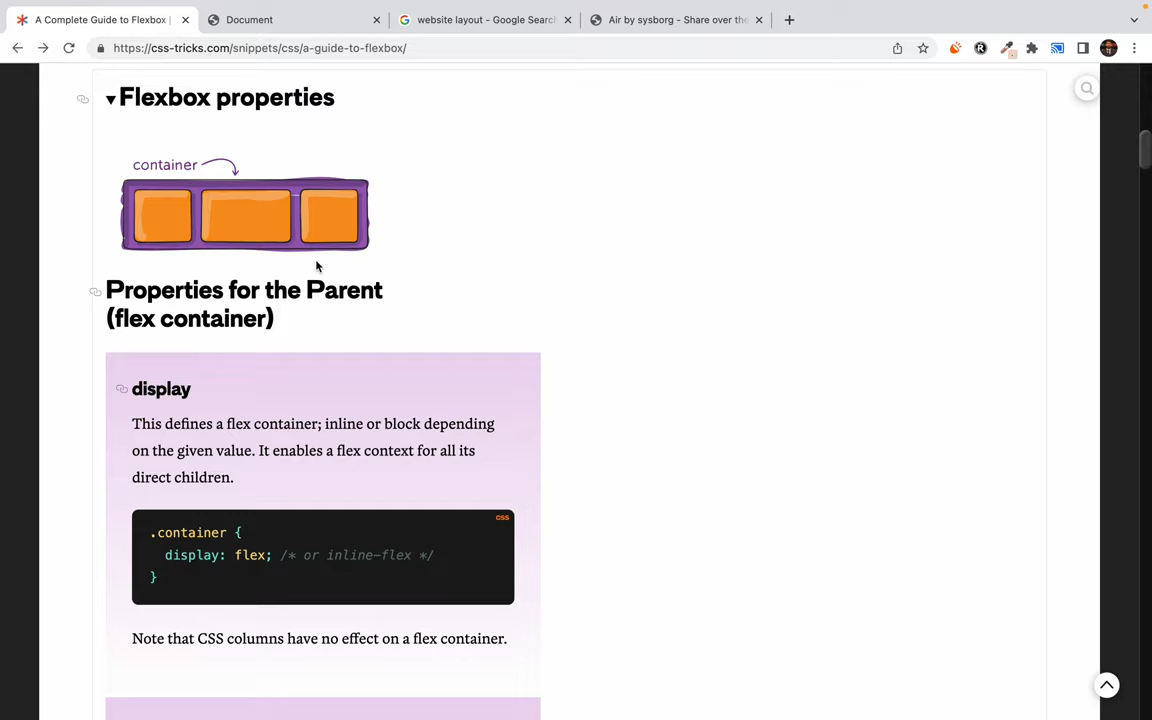 A Complete Guide to Flexbox |
Document
website layout - Google Searc
Air by sysborg - Share over the
https://css-tricks.com/snippets/css/a-guide-to-flexbox/
Flexbox properties
container
Properties for the Parent
(flex container)
display
This defines a flex container; inline or block depending
on the given value. It enables a flex context for all its
direct children.
CSS
.container {
display: flex; /* or inline-flex */
}
Note that CSS columns have no effect on a flex container.